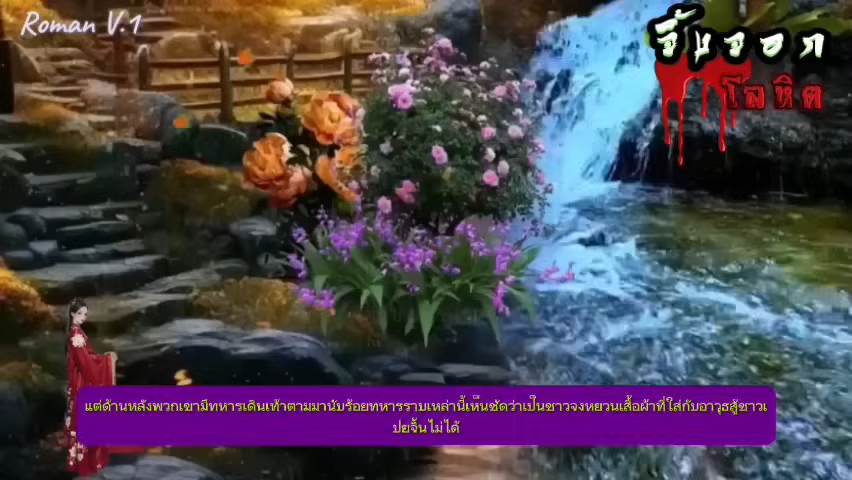 Roman V.1
จิ้งจอก
โลหิต
แต่ด้านหลังพวกเขามีทหารเดินเท้าตามมานับร้อยทหารราบเหล่านี้เห็นชัดว่าเป็นชาวจงหยวนเสื้อผ้าที่ใส่กับอาวุธสู้ชาวเ
ปยจิ้นไม่ได้